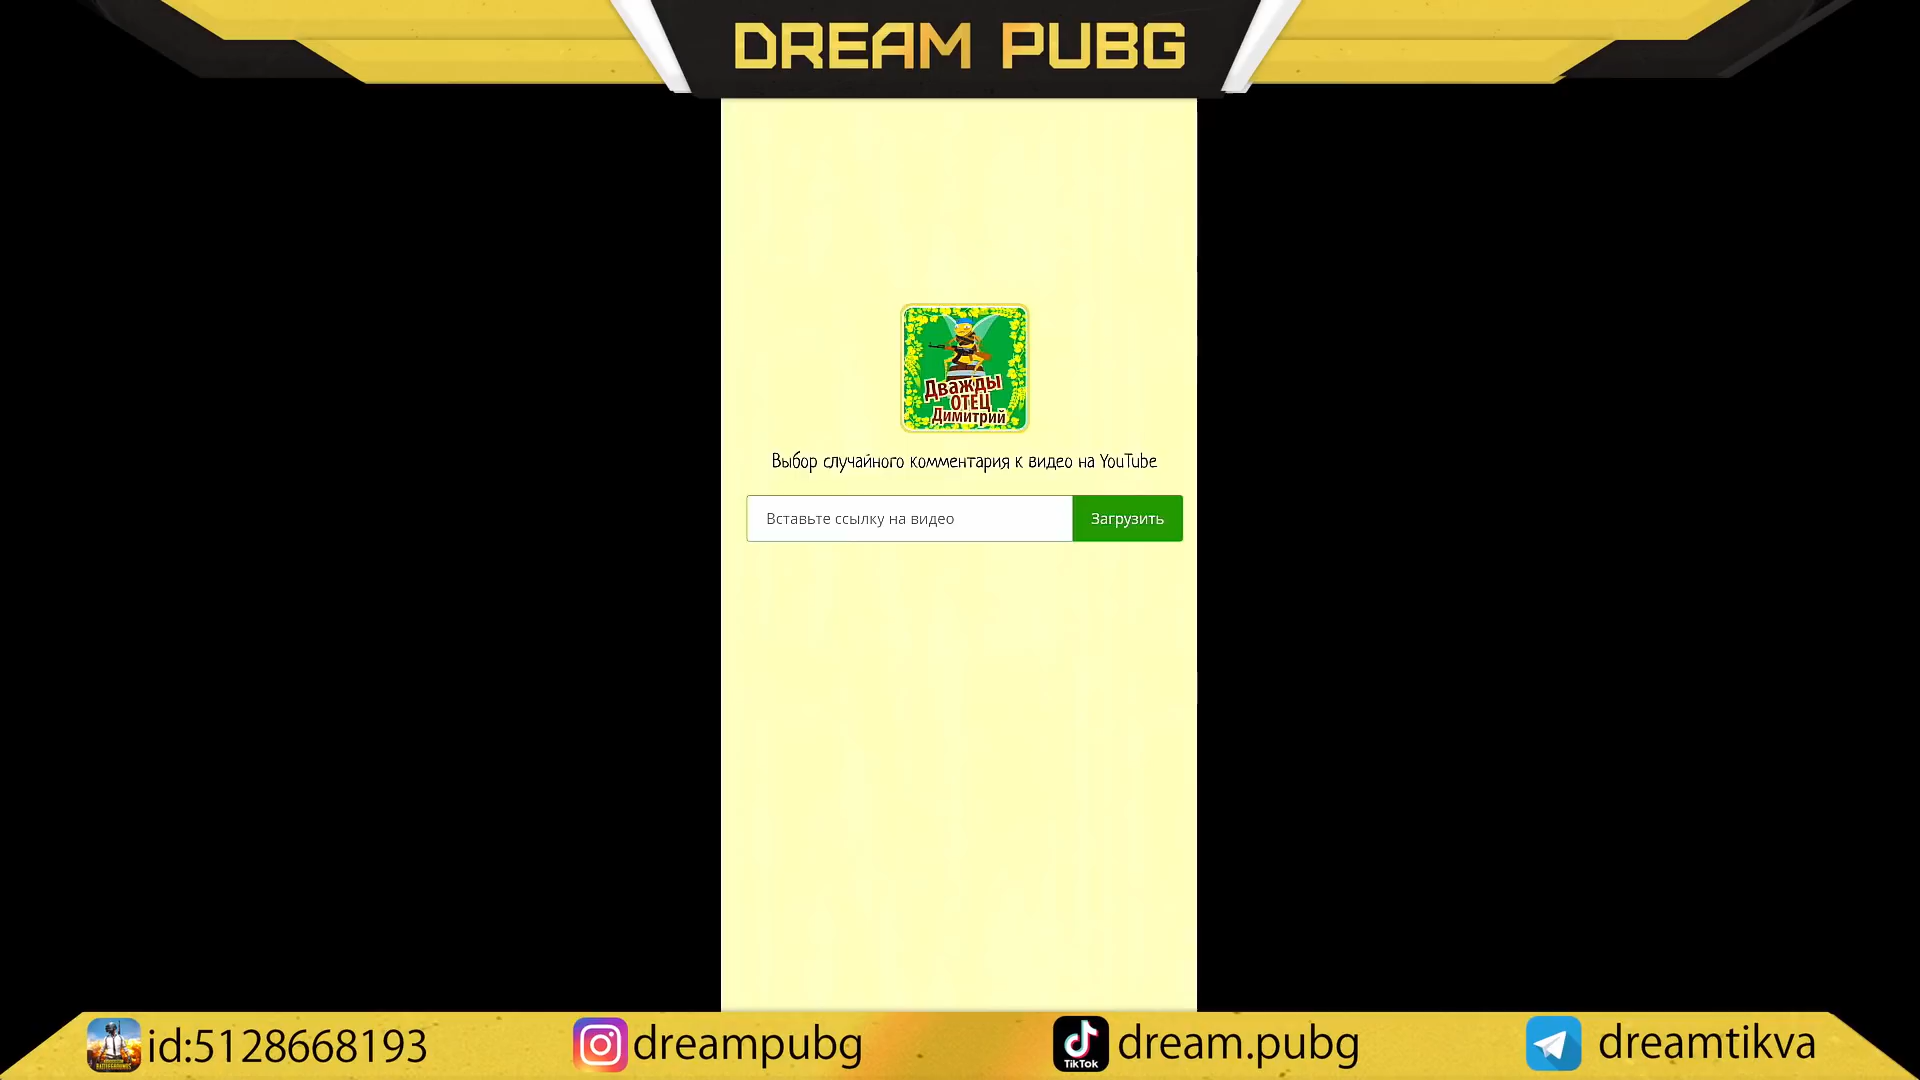 DREAM PUBG
Дважды
ОТЕЦ
Димитрий
Выбор случайного комментария к видео на YouTube
Вставьте ссылку на видео
Загрузить
id:5128668193
dreampubg
TikTok
dream.pubg
dreamtikva